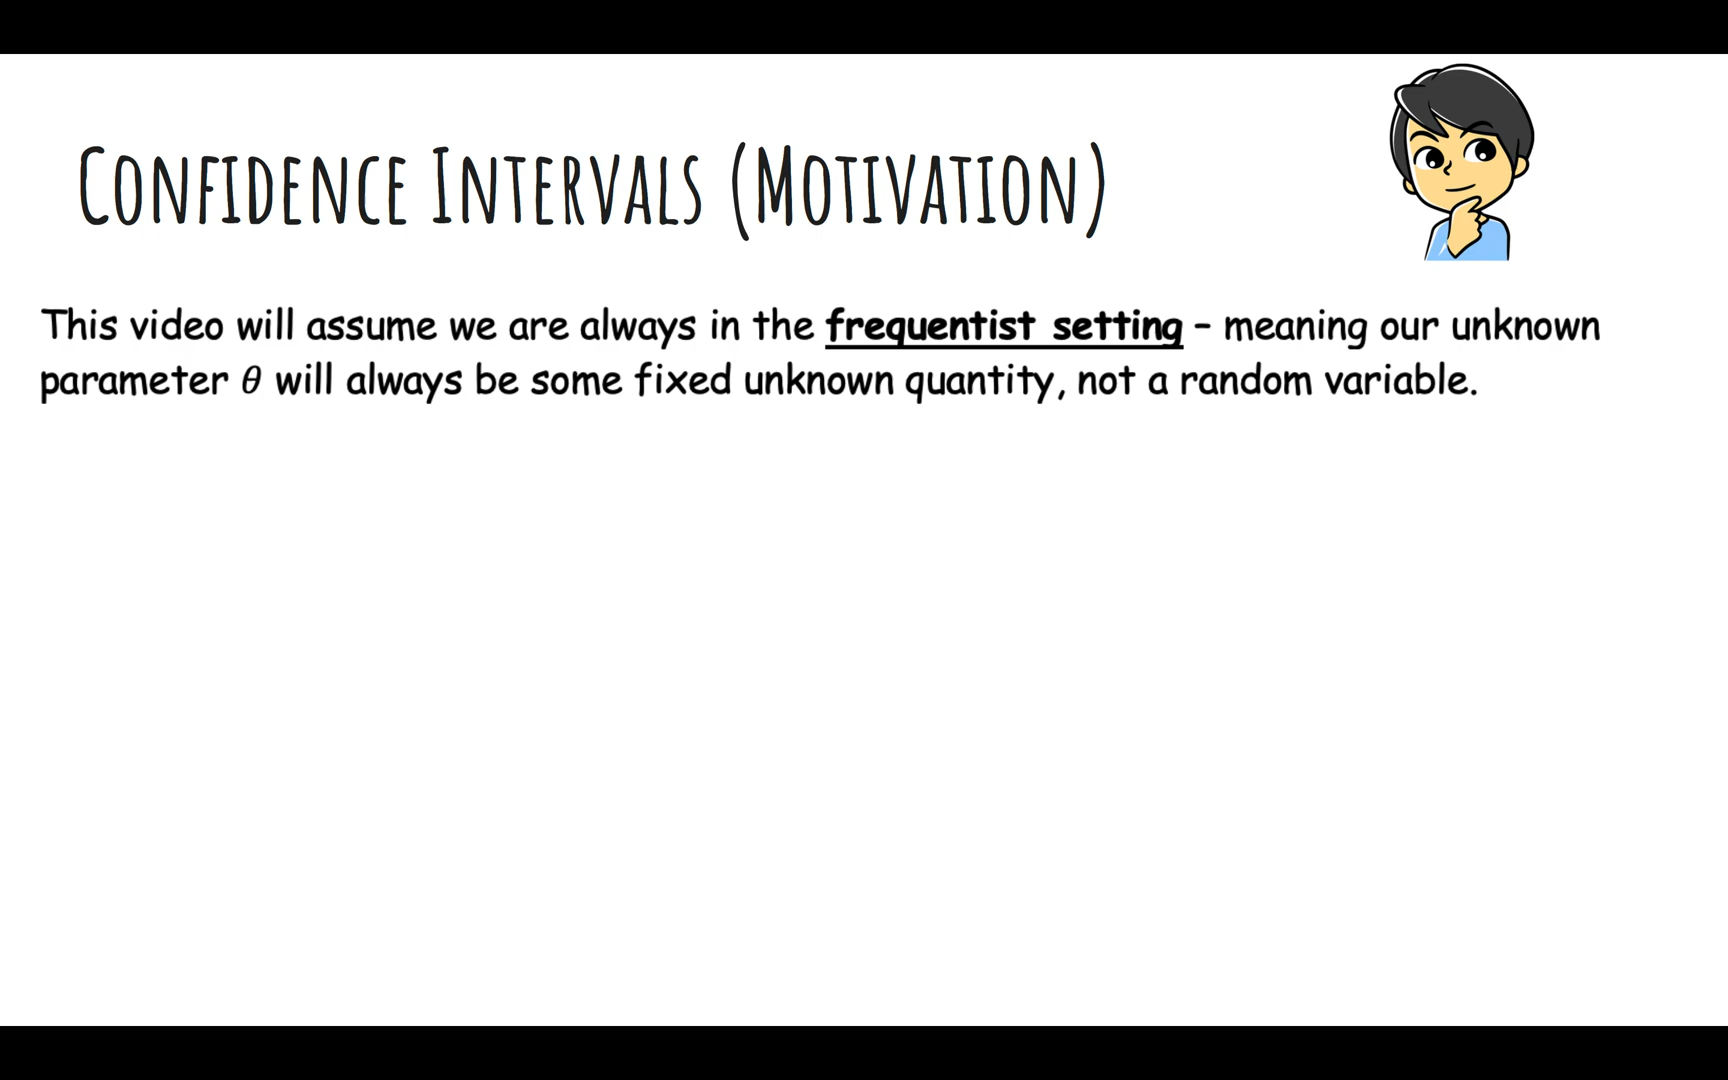 CONFIDENCE INTERVALS (MOTIVATION)
This video will assume we are always in the frequentist setting – meaning our unknown
parameter θ will always be some fixed unknown quantity, not a random variable.